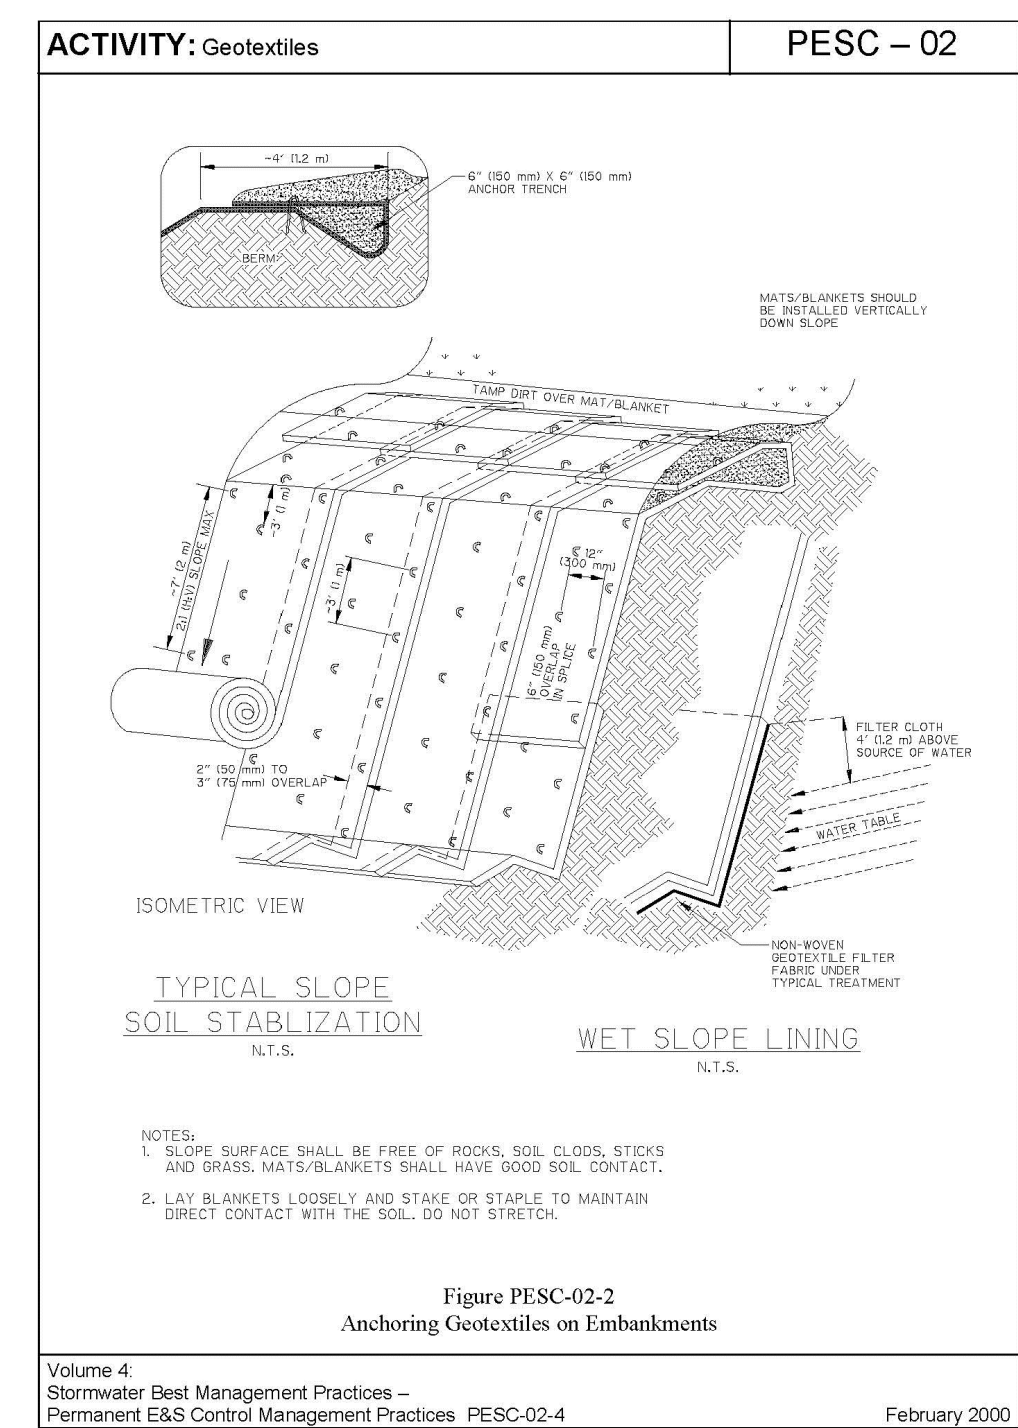 ACTIVITY: Geotextiles
PESC – 02
~4' (1.2 m)
6" (150 mm) X 6" (150 mm)
ANCHOR TRENCH
BERM
MATS/BLANKETS SHOULD
BE INSTALLED VERTICALLY
DOWN SLOPE
TAMP DIRT OVER MAT/BLANKET
~3' (1 m)
~7' (2 m)
2:1 (H:V) SLOPE MAX
~3' (1 m)
12"
(300 mm)
6" (150 mm)
OVERLAP
IN SPLICE
2" (50 mm) TO
3" (75 mm) OVERLAP
FILTER CLOTH
4' (1.2 m) ABOVE
SOURCE OF WATER
WATER TABLE
ISOMETRIC VIEW
NON-WOVEN
GEOTEXTILE FILTER
FABRIC UNDER
TYPICAL TREATMENT
TYPICAL SLOPE
SOIL STABLIZATION
N.T.S.
WET SLOPE LINING
N.T.S.
NOTES:
1. SLOPE SURFACE SHALL BE FREE OF ROCKS, SOIL CLODS, STICKS
AND GRASS. MATS/BLANKETS SHALL HAVE GOOD SOIL CONTACT.
2. LAY BLANKETS LOOSELY AND STAKE OR STAPLE TO MAINTAIN
DIRECT CONTACT WITH THE SOIL. DO NOT STRETCH.
Figure PESC-02-2
Anchoring Geotextiles on Embankments
Volume 4:
Stormwater Best Management Practices –
Permanent E&S Control Management Practices PESC-02-4
February 2000